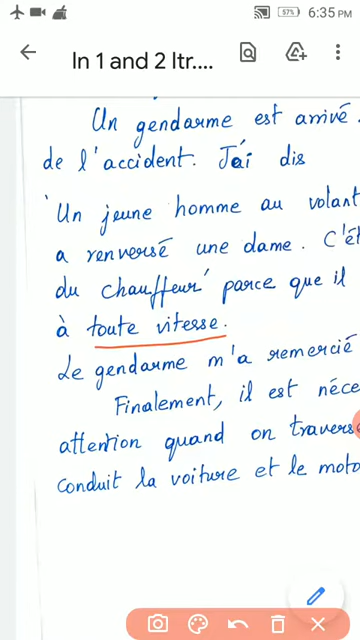 57% 6:35 PM
In 1 and 2 ltr....
Un gendarme est arrivé.
de l'accident. J'ai dis
"Un jeune homme au volant
a renversé une dame. C'ét
du chauffeur parce que il
à toute vitesse.
Le gendarme m'a remercié
Finalement, il est néce
attention quand on travers
conduit la voiture et le moto